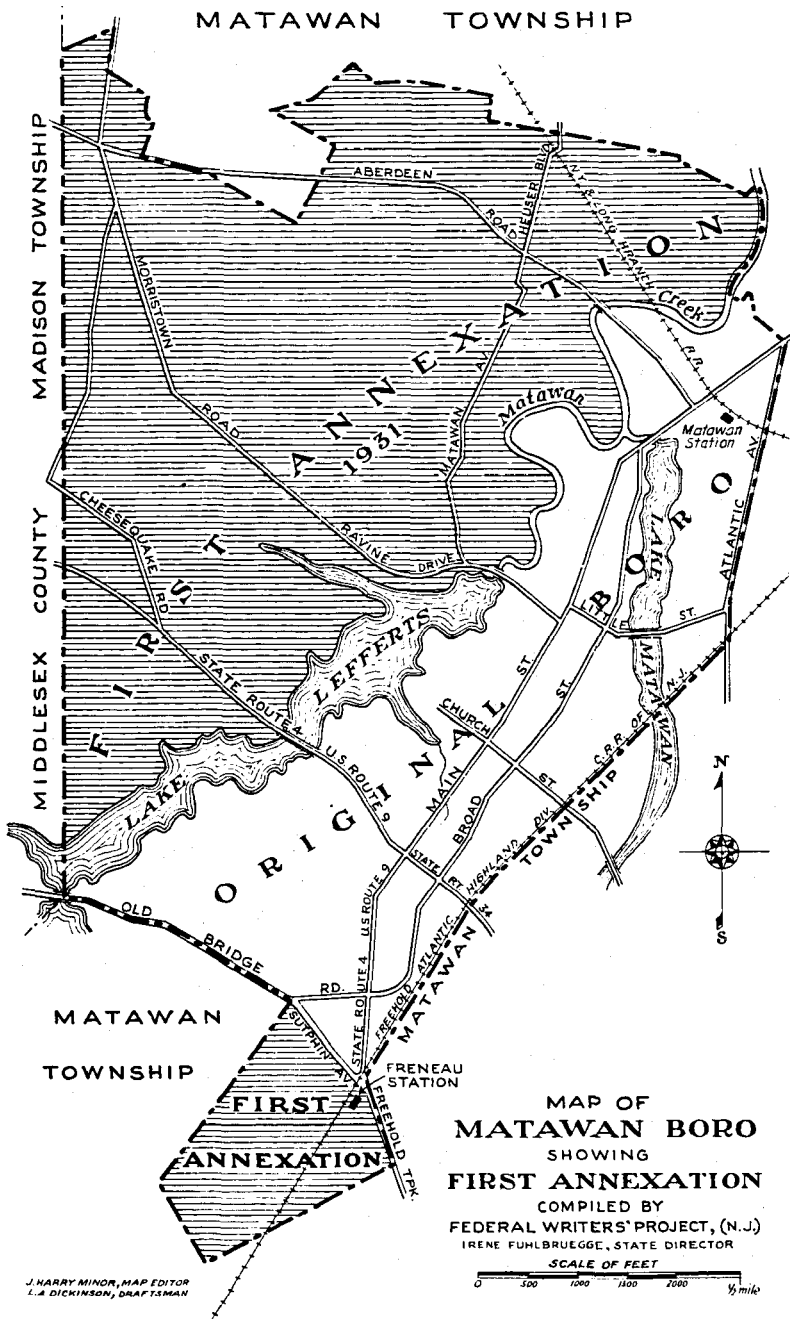 MATAWAN TOWNSHIP
MADISON TOWNSHIP
MIDDLESEX COUNTY
ABERDEEN ROAD
HEUSER BLVD.
N.Y. & LONG BRANCH R.R.
MORRISTOWN ROAD
FIRST ANNEXATION
1931
MATAWAN AV.
Matawan Creek
Matawan
Station
ATLANTIC AV.
CHEESEQUAKE RD.
RAVINE DRIVE
LAKE LEFFERTS
LAKE MATAWAN
ORIGINAL BORO
LITTLE ST.
MAIN ST.
BROAD ST.
CHURCH ST.
STATE ROUTE 4
U.S. ROUTE 9
STATE RT. 34
U.S ROUTE 9
STATE ROUTE 4
FREEHOLD ATLANTIC HIGHLAND DIV. C.R.R. OF N.J.
MATAWAN TOWNSHIP
OLD BRIDGE RD.
N
S
MATAWAN
TOWNSHIP
SUTPHIN AV.
FRENEAU
STATION
FREEHOLD TPK.
FIRST
ANNEXATION
MAP OF
MATAWAN BORO
SHOWING
FIRST ANNEXATION
COMPILED BY
FEDERAL WRITERS' PROJECT, (N.J.)
IRENE FUHLBRUEGGE, STATE DIRECTOR
SCALE OF FEET
0 500 1000 1500 2000 1/2 mile
J. HARRY MINOR, MAP EDITOR
L.A DICKINSON, DRAFTSMAN